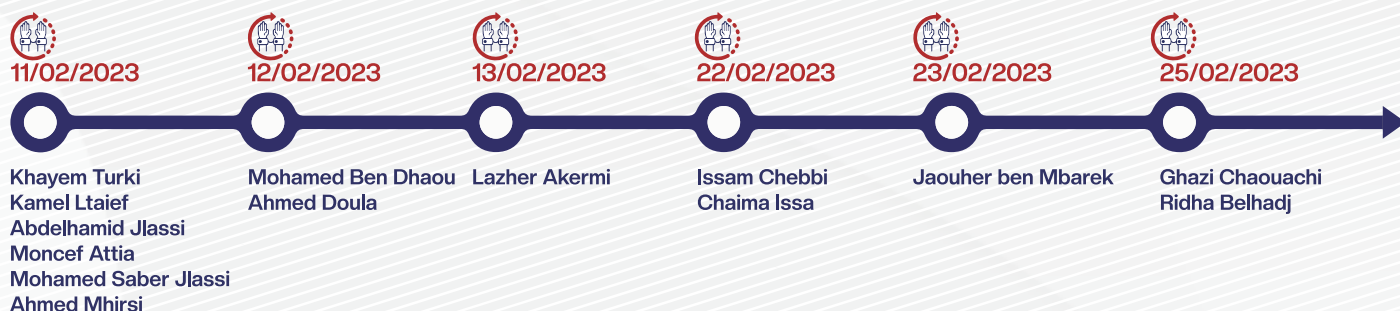 11/02/2023
Khayem Turki
Kamel Ltaief
Abdelhamid Jlassi
Moncef Attia
Mohamed Saber Jlassi
Ahmed Mhirsi
12/02/2023
Mohamed Ben Dhaou
Ahmed Doula
13/02/2023
Lazher Akermi
22/02/2023
Issam Chebbi
Chaima Issa
23/02/2023
Jaouher ben Mbarek
25/02/2023
Ghazi Chaouachi
Ridha Belhadj